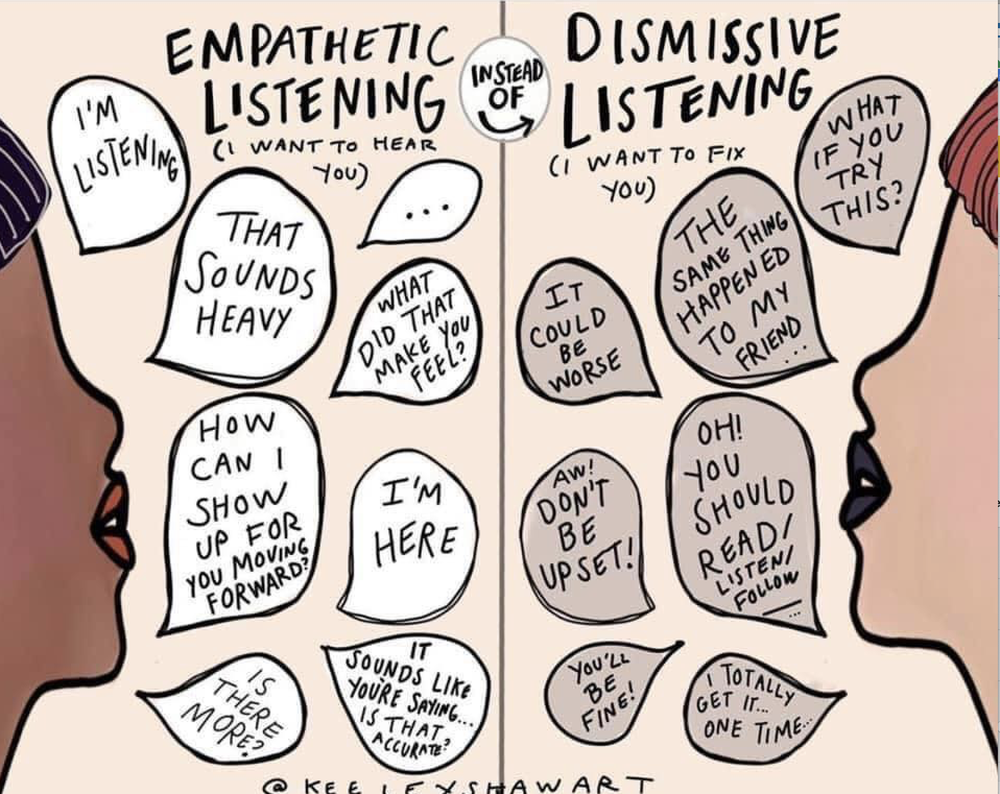 EMPATHETIC
LISTENING
(I WANT TO HEAR
YOU)
INSTEAD
OF
DISMISSIVE
LISTENING
(I WANT TO FIX
YOU)
I'M
LISTENING
THAT
SOUNDS
HEAVY
...
WHAT
DID THAT
MAKE YOU
FEEL?
HOW
CAN I
SHOW
UP FOR
YOU MOVING
FORWARD?
I'M
HERE
IS
THERE
MORE?
IT
SOUNDS LIKE
YOU'RE SAYING...
IS THAT
ACCURATE?
WHAT
IF YOU
TRY
THIS?
THE
SAME THING
HAPPENED
TO MY
FRIEND...
IT
COULD
BE
WORSE
OH!
YOU
SHOULD
READ/
LISTEN/
FOLLOW
___...
AW!
DON'T
BE
UPSET!
YOU'LL
BE
FINE!
I TOTALLY
GET IT...
ONE TIME...
@KEELEYSHAWART